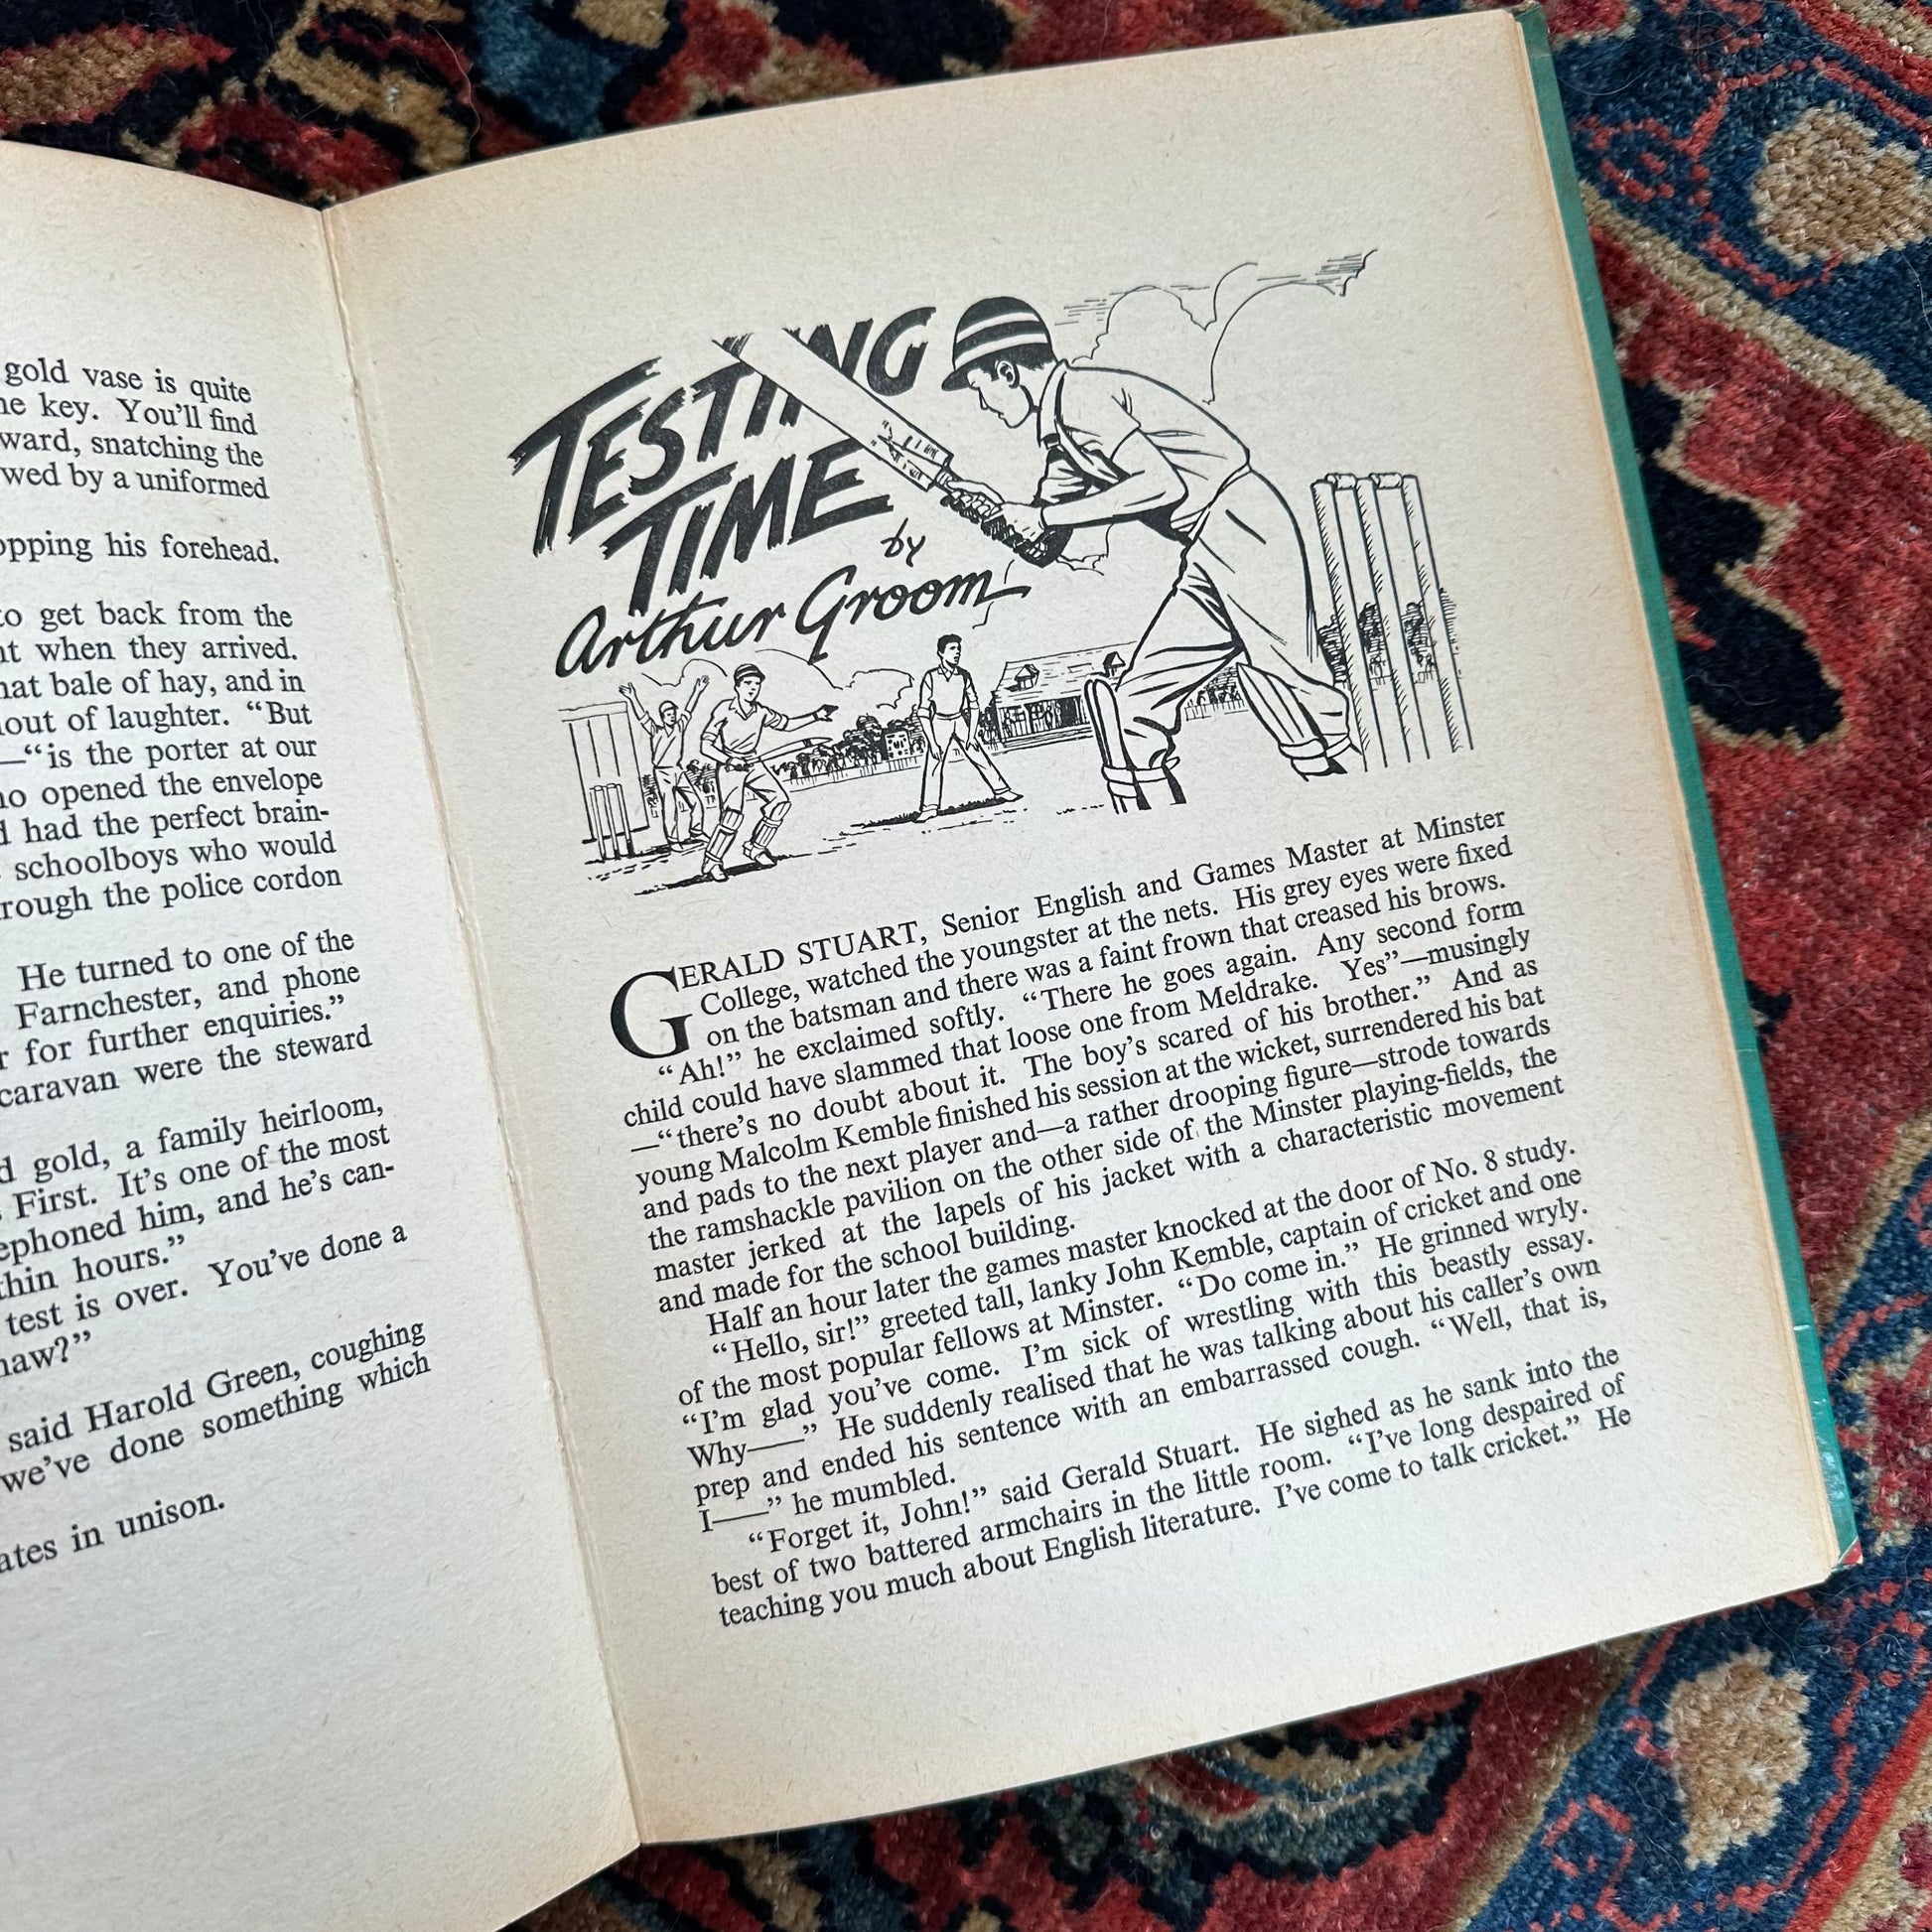 gold vase is quite
key. You’ll find
ward, snatching the
wed by a uniformed
opping his forehead.
to get back from the
when they arrived.
bale of hay, and in
out of laughter. “But
—“is the porter at our
opened the envelope
had the perfect brain-
schoolboys who would
rough the police cordon
He turned to one of the
Farnchester, and phone
for further enquiries.”
caravan were the steward
gold, a family heirloom,
First. It’s one of the most
ephoned him, and he’s can-
thin hours.”
test is over. You’ve done a
haw?”
said Harold Green, coughing
we’ve done something which
ates in unison.
TESTING
TIME
by
Arthur Groom
GERALD STUART, Senior English and Games Master at Minster
College, watched the youngster at the nets. His grey eyes were fixed
on the batsman and there was a faint frown that creased his brows.
“Ah!” he exclaimed softly. “There he goes again. Any second form
child could have slammed that loose one from Meldrake. Yes”—musingly
—“there’s no doubt about it. The boy’s scared of his brother.” And as
young Malcolm Kemble finished his session at the wicket, surrendered his bat
and pads to the next player and—a rather drooping figure—strode towards
the ramshackle pavilion on the other side of the Minster playing-fields, the
master jerked at the lapels of his jacket with a characteristic movement
and made for the school building.
Half an hour later the games master knocked at the door of No. 8 study.
“Hello, sir!” greeted tall, lanky John Kemble, captain of cricket and one
of the most popular fellows at Minster. “Do come in.” He grinned wryly.
“I’m glad you’ve come. I’m sick of wrestling with this beastly essay.
Why——” He suddenly realised that he was talking about his caller’s own
prep and ended his sentence with an embarrassed cough. “Well, that is,
I——” he mumbled.
“Forget it, John!” said Gerald Stuart. He sighed as he sank into the
best of two battered armchairs in the little room. “I’ve long despaired of
teaching you much about English literature. I’ve come to talk cricket.” He